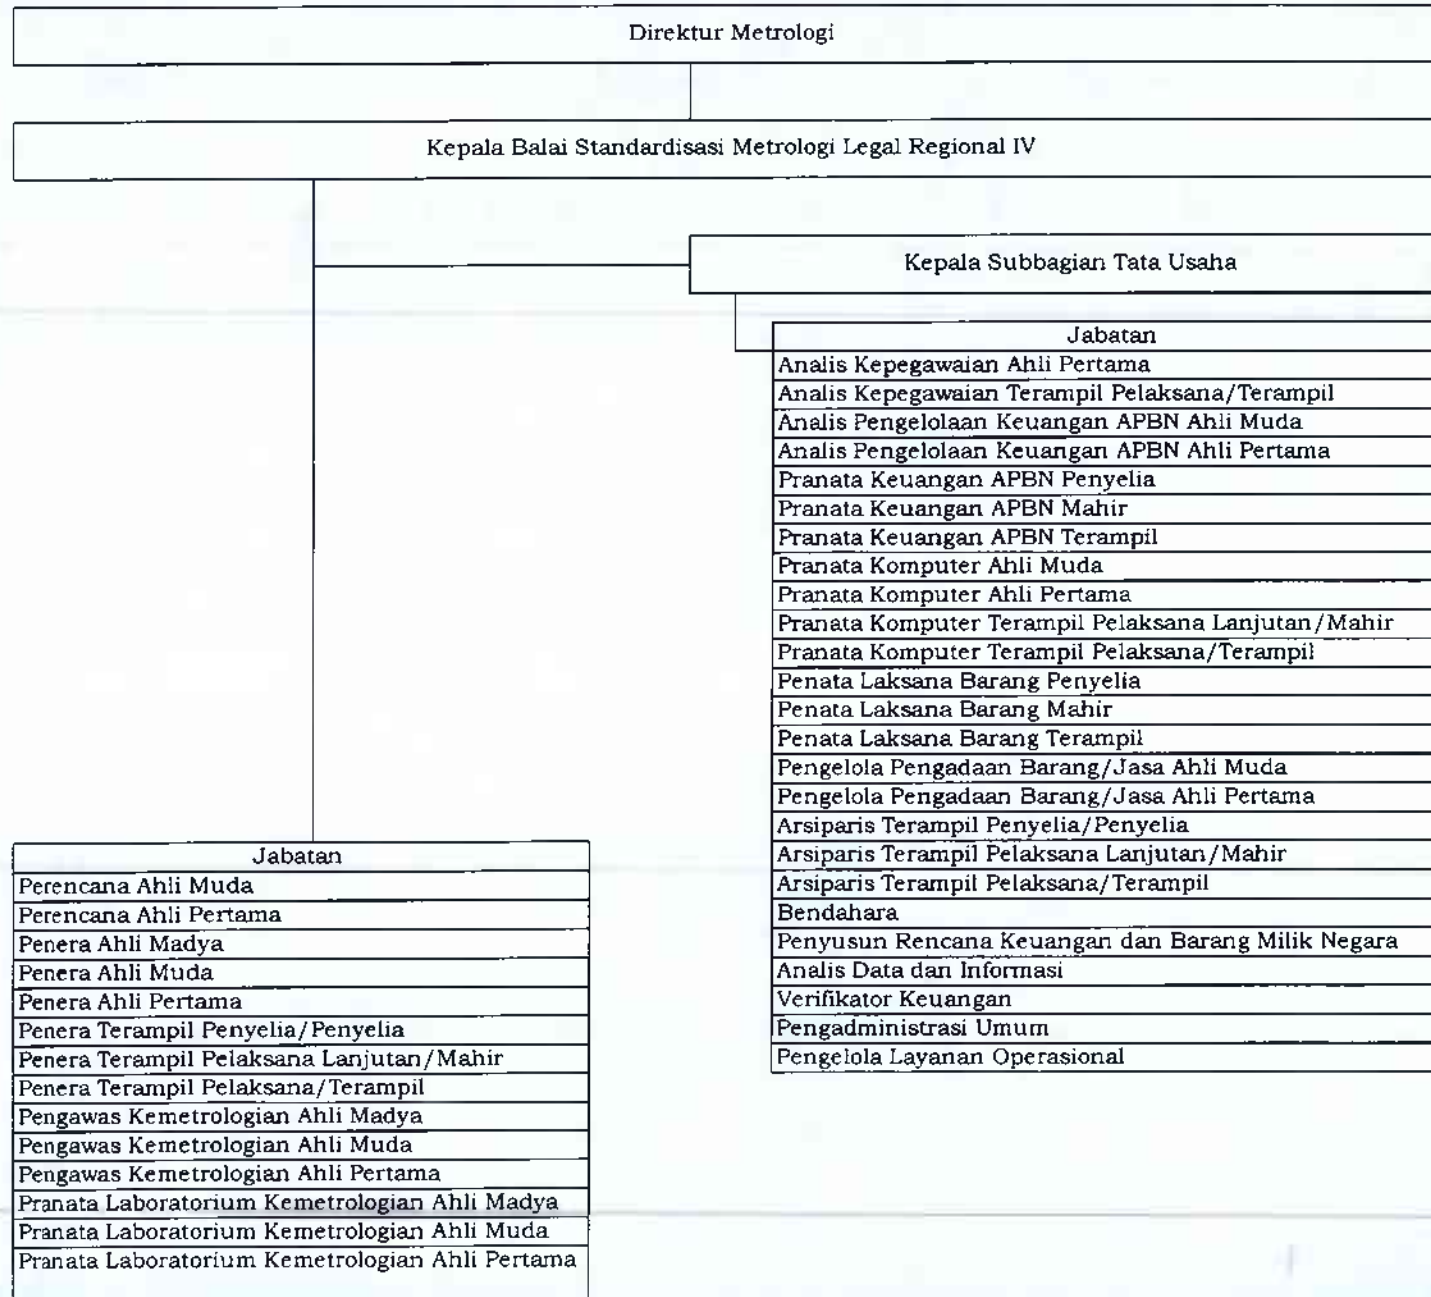 Direktur Metrologi
Kepala Balai Standardisasi Metrologi Legal Regional IV
Kepala Subbagian Tata Usaha
Jabatan
Analis Kepegawaian Ahli Pertama
Analis Kepegawaian Terampil Pelaksana/Terampil
Analis Pengelolaan Keuangan APBN Ahli Muda
Analis Pengelolaan Keuangan APBN Ahli Pertama
Pranata Keuangan APBN Penyelia
Pranata Keuangan APBN Mahir
Pranata Keuangan APBN Terampil
Pranata Komputer Ahli Muda
Pranata Komputer Ahli Pertama
Pranata Komputer Terampil Pelaksana Lanjutan/Mahir
Pranata Komputer Terampil Pelaksana/Terampil
Penata Laksana Barang Penyelia
Penata Laksana Barang Mahir
Penata Laksana Barang Terampil
Pengelola Pengadaan Barang/Jasa Ahli Muda
Pengelola Pengadaan Barang/Jasa Ahli Pertama
Arsiparis Terampil Penyelia/Penyelia
Arsiparis Terampil Pelaksana Lanjutan/Mahir
Arsiparis Terampil Pelaksana/Terampil
Bendahara
Penyusun Rencana Keuangan dan Barang Milik Negara
Analis Data dan Informasi
Verifikator Keuangan
Pengadministrasi Umum
Pengelola Layanan Operasional
Jabatan
Perencana Ahli Muda
Perencana Ahli Pertama
Penera Ahli Madya
Penera Ahli Muda
Penera Ahli Pertama
Penera Terampil Penyelia/Penyelia
Penera Terampil Pelaksana Lanjutan/Mahir
Penera Terampil Pelaksana/Terampil
Pengawas Kemetrologian Ahli Madya
Pengawas Kemetrologian Ahli Muda
Pengawas Kemetrologian Ahli Pertama
Pranata Laboratorium Kemetrologian Ahli Madya
Pranata Laboratorium Kemetrologian Ahli Muda
Pranata Laboratorium Kemetrologian Ahli Pertama